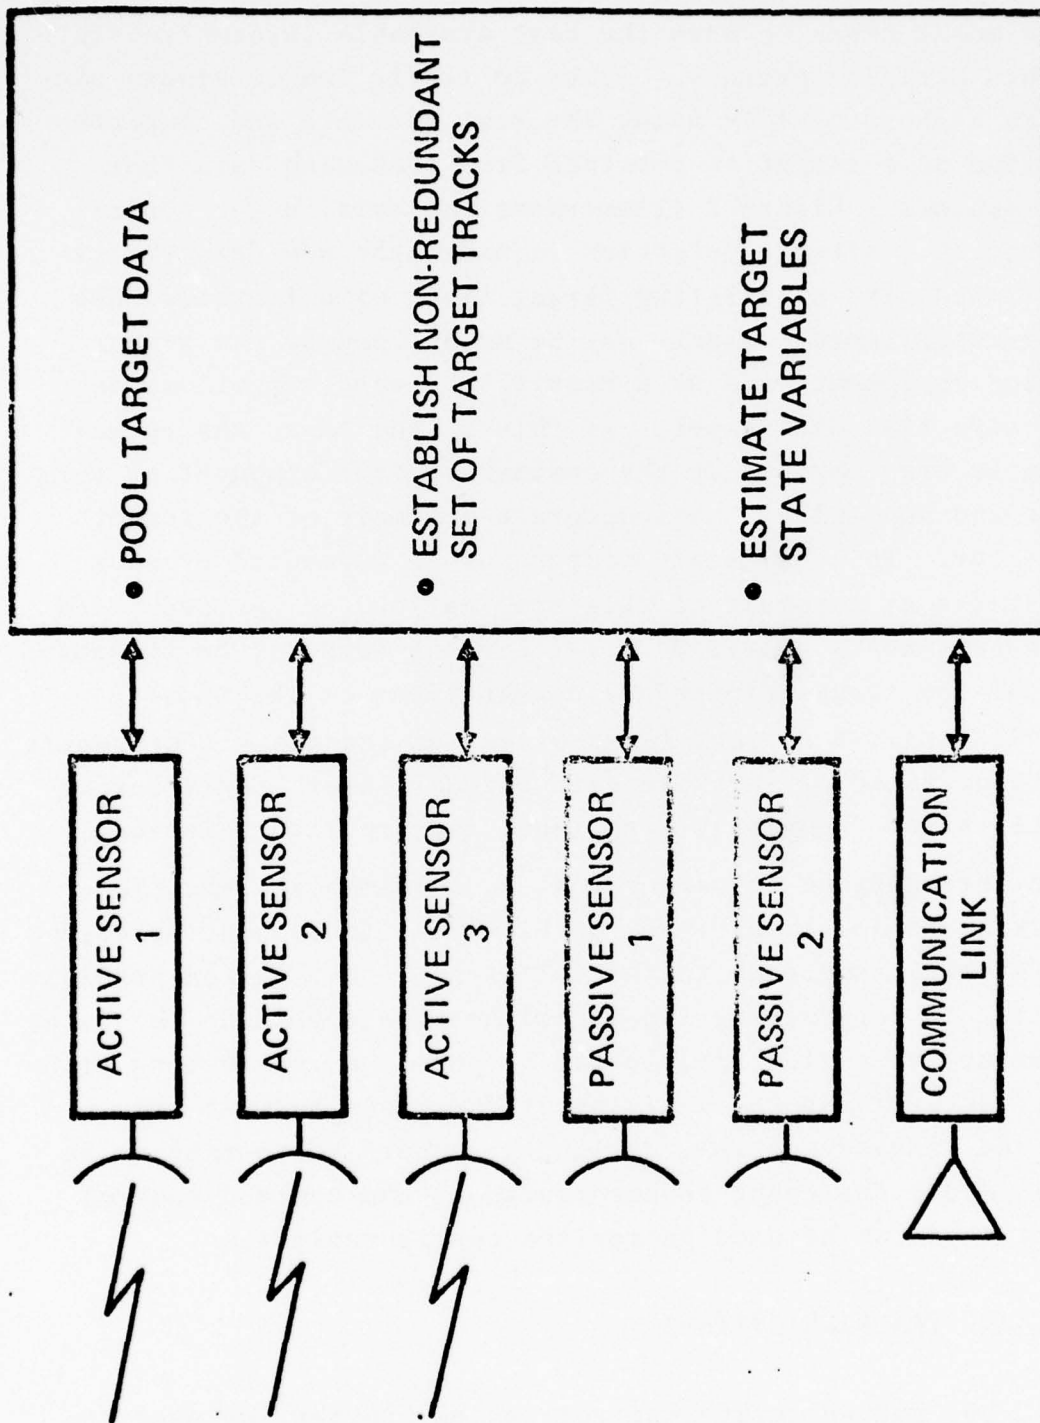 ACTIVE SENSOR
1
ACTIVE SENSOR
2
ACTIVE SENSOR
3
PASSIVE SENSOR
1
PASSIVE SENSOR
2
COMMUNICATION
LINK
• POOL TARGET DATA
• ESTABLISH NON-REDUNDANT
SET OF TARGET TRACKS
• ESTIMATE TARGET
STATE VARIABLES